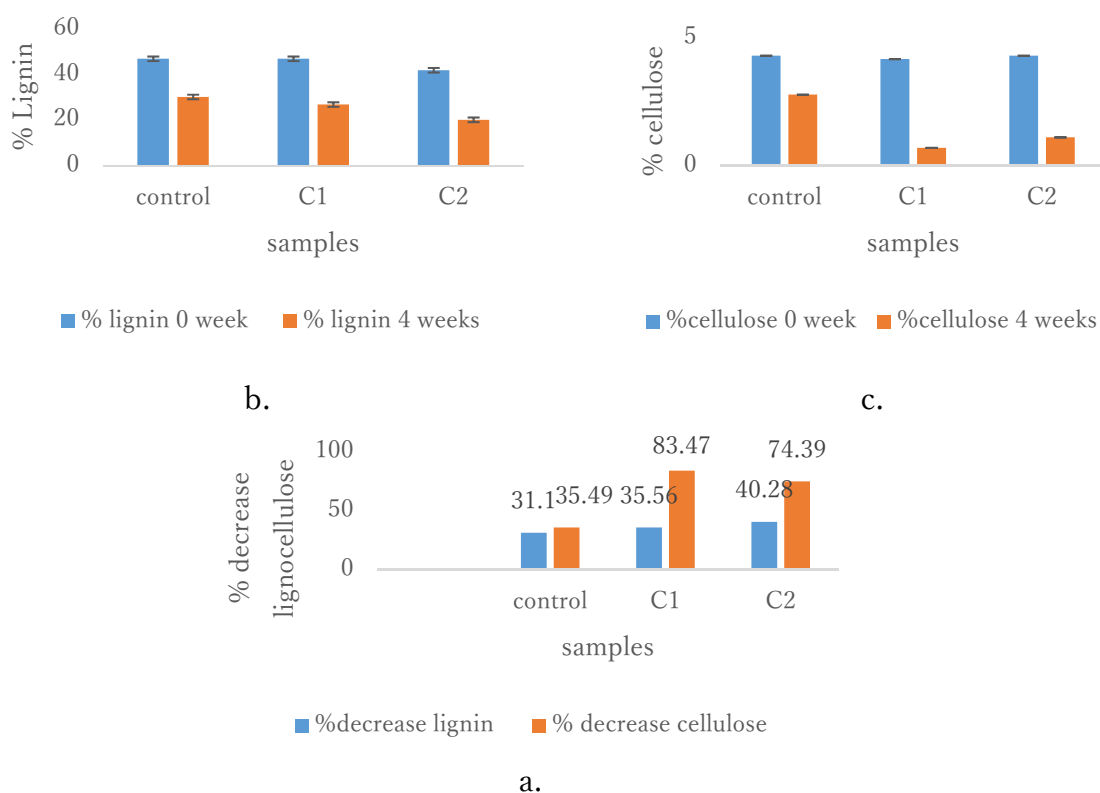 60
40
20
0
% Lignin
control C1 C2
samples
% lignin 0 week % lignin 4 weeks
b.
5
0
% cellulose
control C1 C2
samples
%cellulose 0 week %cellulose 4 weeks
c.
100
50
0
% decrease
lignocellulose
31.1 35.49 35.56 83.47 40.28 74.39
control C1 C2
samples
%decrease lignin % decrease cellulose
a.